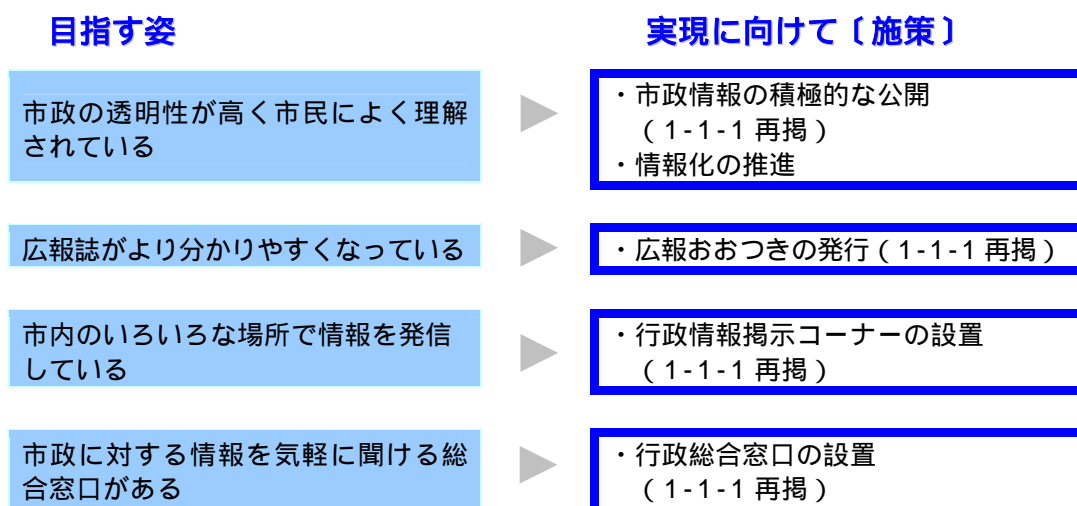 目指す姿
実現に向けて〔施策〕
市政の透明性が高く市民によく理解
されている
・市政情報の積極的な公開
（1-1-1 再掲）
・情報化の推進
広報誌がより分かりやすくなっている
・広報おおつきの発行（1-1-1 再掲）
市内のいろいろな場所で情報を発信
している
・行政情報掲示コーナーの設置
（1-1-1 再掲）
市政に対する情報を気軽に聞ける総
合窓口がある
・行政総合窓口の設置
（1-1-1 再掲）